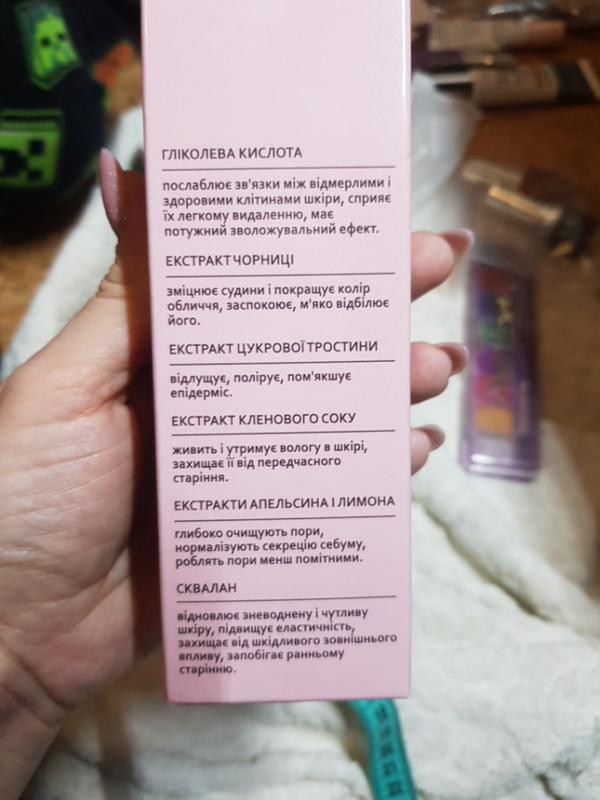 ГЛІКОЛЕВА КИСЛОТА
послаблює зв'язки між відмерлими і
здоровими клітинами шкіри, сприяє
їх легкому видаленню, має
потужний зволожувальний ефект.
ЕКСТРАКТ ЧОРНИЦІ
зміцнює судини і покращує колір
обличчя, заспокоює, м'яко відбілює
його.
ЕКСТРАКТ ЦУКРОВОЇ ТРОСТИНИ
відлущує, полірує, пом'якшує
епідерміс.
ЕКСТРАКТ КЛЕНОВОГО СОКУ
живить і утримує вологу в шкірі,
захищає її від передчасного
старіння.
ЕКСТРАКТИ АПЕЛЬСИНА І ЛИМОНА
глибоко очищують пори,
нормалізують секрецію себуму,
роблять пори менш помітними.
СКВАЛАН
відновлює зневоднену і чутливу
шкіру, підвищує еластичність,
захищає від шкідливого зовнішнього
впливу, запобігає ранньому
старінню.